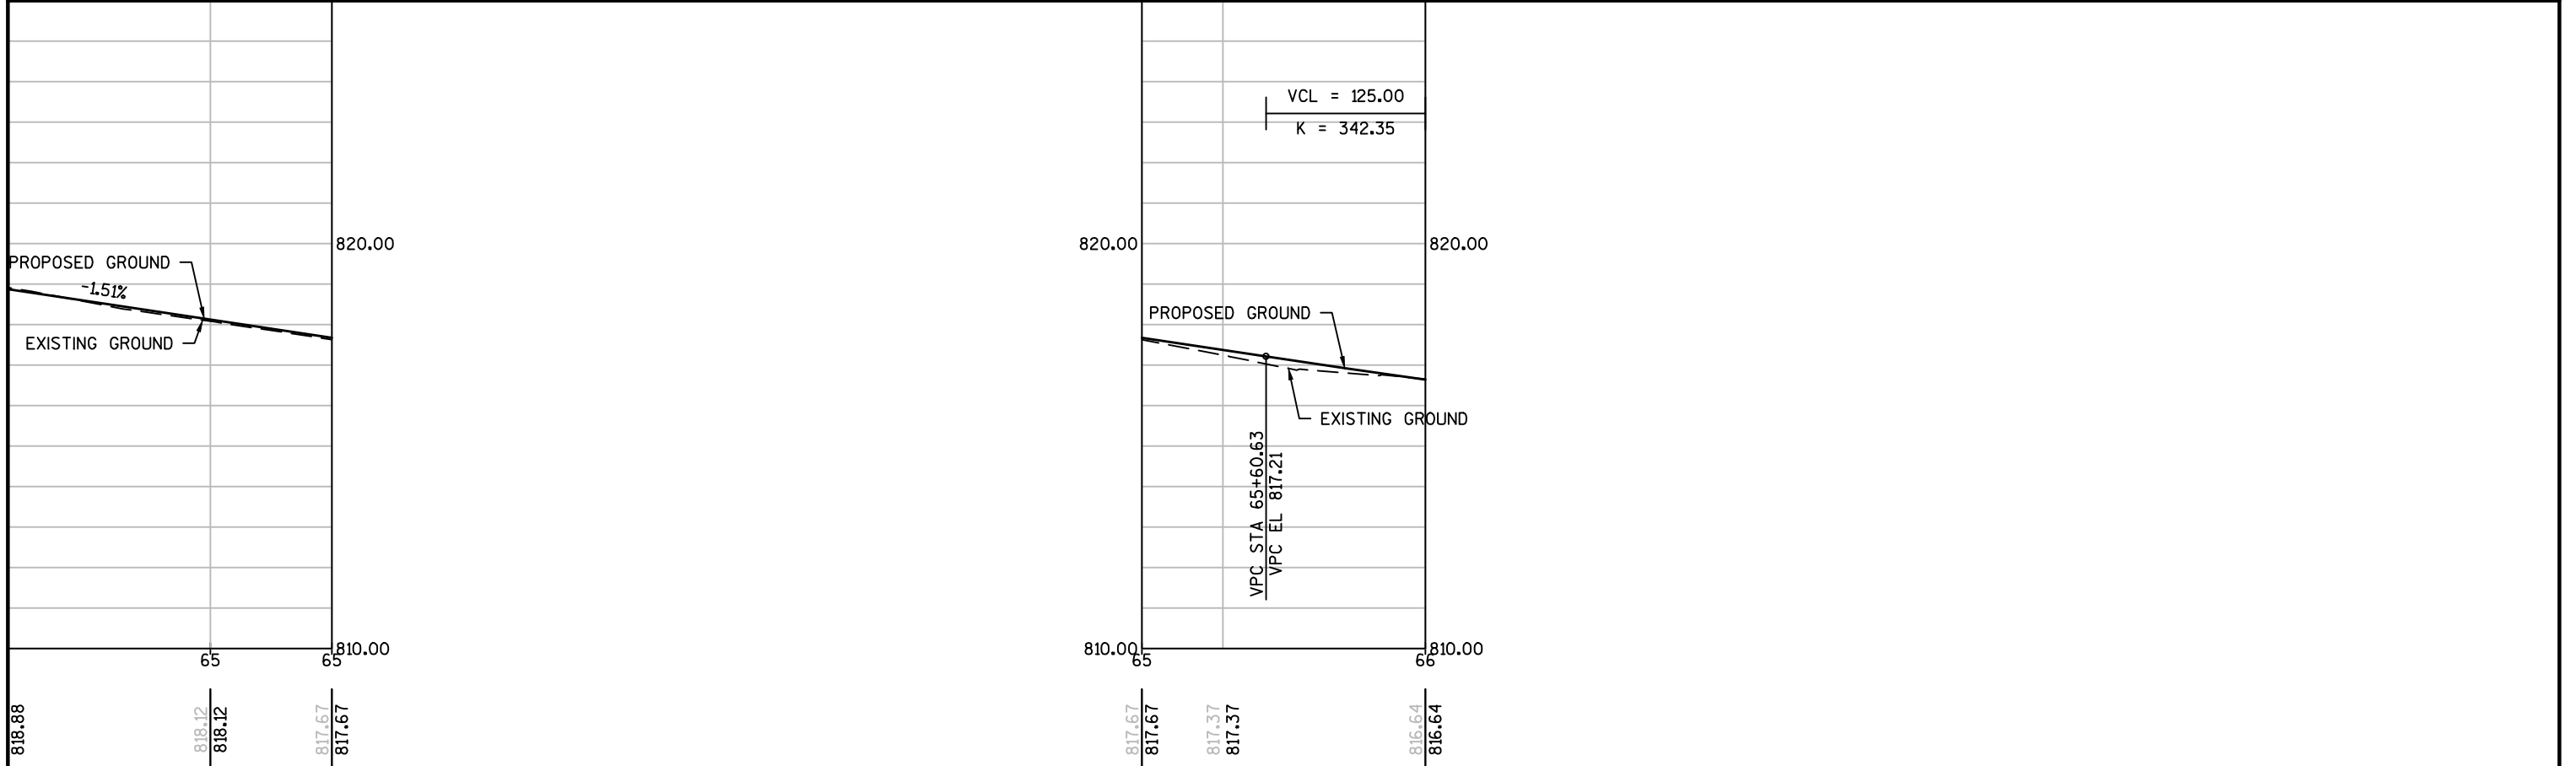 820.00
PROPOSED GROUND
-1.51%
EXISTING GROUND
810.00
65
65
818.88
818.12
818.12
817.67
817.67
VCL = 125.00
K = 342.35
820.00
820.00
PROPOSED GROUND
EXISTING GROUND
VPC STA 65+60.63
VPC EL 817.21
810.00
810.00
65
66
817.67
817.67
817.37
817.37
816.64
816.64